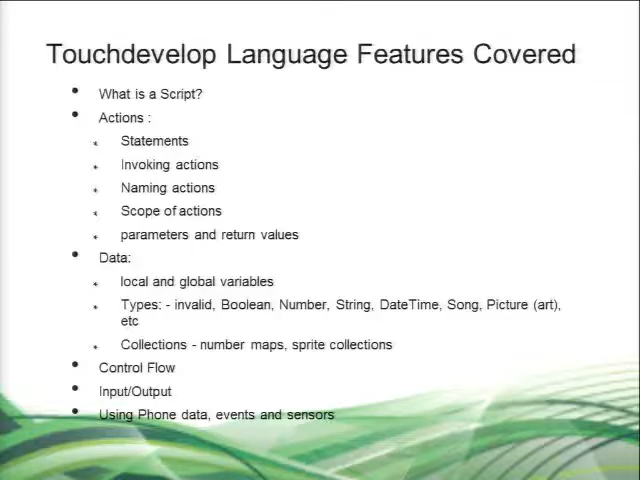 Touchdevelop Language Features Covered
• What is a Script?
• Actions :
* Statements
* Invoking actions
* Naming actions
* Scope of actions
* parameters and return values
• Data:
* local and global variables
* Types: - invalid, Boolean, Number, String, DateTime, Song, Picture (art),
etc
* Collections - number maps, sprite collections
• Control Flow
• Input/Output
• Using Phone data, events and sensors